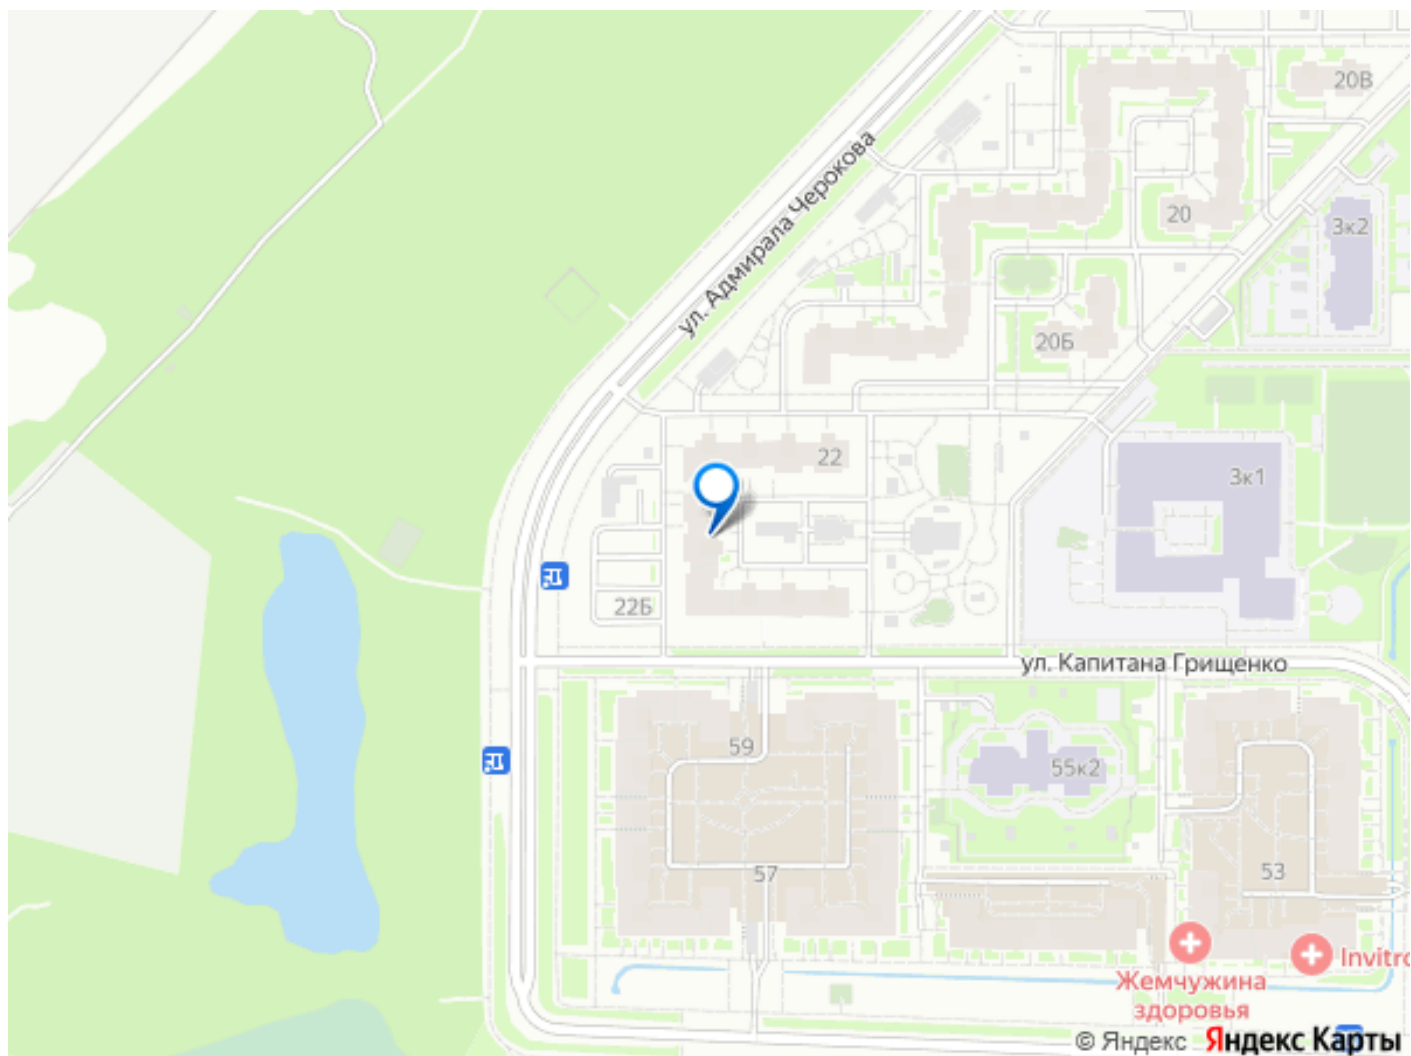 20В
ул. Адмирала Черокова
20
3к2
20Б
22
3к1
22Б
ул. Капитана Грищенко
59
55к2
57
53
Invitro
Жемчужина
здоровья
© Яндекс Яндекс Карты